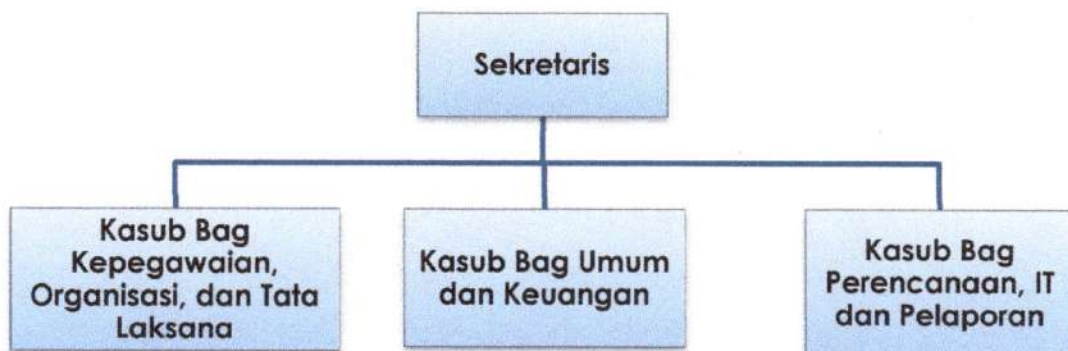 Sekretaris
Kasub Bag
Kepegawaian,
Organisasi, dan Tata
Laksana
Kasub Bag Umum
dan Keuangan
Kasub Bag
Perencanaan, IT
dan Pelaporan